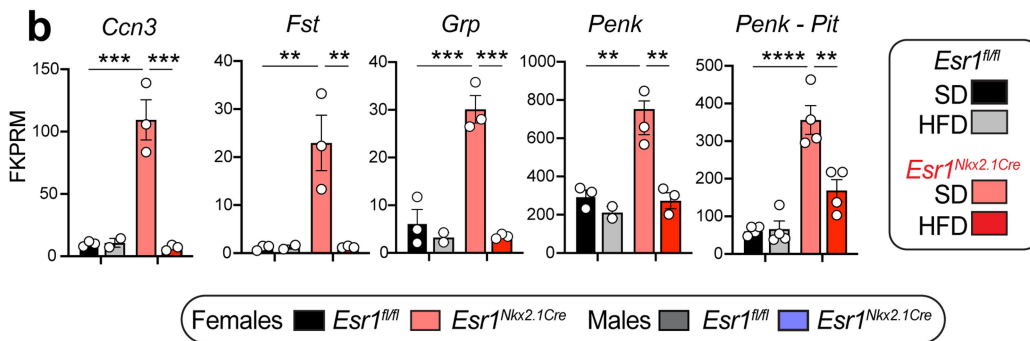 b
Ccn3
Fst
Grp
Penk
Penk - Pit
*** ***
** **
*** ***
** **
**** **
FKPRM
150
100
50
0
40
30
20
10
0
40
30
20
10
0
1000
800
600
400
200
0
500
400
300
200
100
0
Esr1fl/fl
SD
HFD
Esr1Nkx2.1Cre
SD
HFD
Females Esr1fl/fl Esr1Nkx2.1Cre Males Esr1fl/fl Esr1Nkx2.1Cre